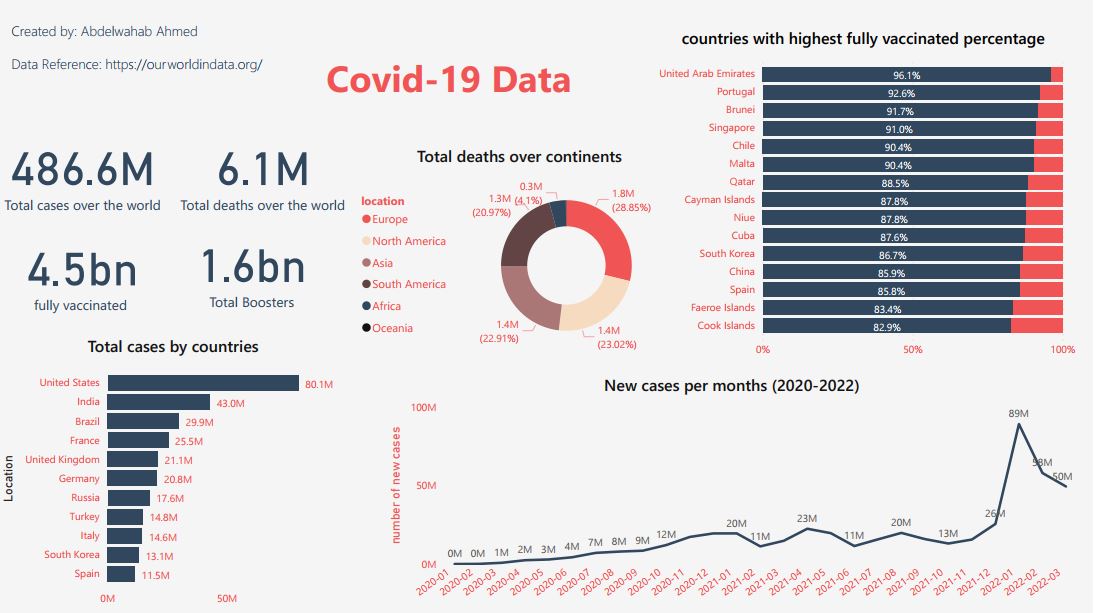 Created by: Abdelwahab Ahmed
Data Reference: https://ourworldindata.org/
Covid-19 Data
486.6M
Total cases over the world
6.1M
Total deaths over the world
4.5bn
fully vaccinated
1.6bn
Total Boosters
Total deaths over continents
location
Europe
North America
Asia
South America
Africa
Oceania
0.3M
(4.1%)
1.8M
(28.85%)
1.3M
(20.97%)
1.4M
(22.91%)
1.4M
(23.02%)
countries with highest fully vaccinated percentage
United Arab Emirates 96.1%
Portugal 92.6%
Brunei 91.7%
Singapore 91.0%
Chile 90.4%
Malta 90.4%
Qatar 88.5%
Cayman Islands 87.8%
Niue 87.8%
Cuba 87.6%
South Korea 86.7%
China 85.9%
Spain 85.8%
Faeroe Islands 83.4%
Cook Islands 82.9%
0% 50% 100%
Total cases by countries
Location
United States 80.1M
India 43.0M
Brazil 29.9M
France 25.5M
United Kingdom 21.1M
Germany 20.8M
Russia 17.6M
Turkey 14.8M
Italy 14.6M
South Korea 13.1M
Spain 11.5M
0M 50M
New cases per months (2020-2022)
number of new cases
100M
50M
0M
0M 0M 1M 2M 3M 4M 7M 8M 9M 12M 20M 11M 23M 11M 20M 13M 26M 89M 58M 50M
2020-01 2020-02 2020-03 2020-04 2020-05 2020-06 2020-07 2020-08 2020-09 2020-10 2020-11 2020-12 2021-01 2021-02 2021-03 2021-04 2021-05 2021-06 2021-07 2021-08 2021-09 2021-10 2021-11 2021-12 2022-01 2022-02 2022-03